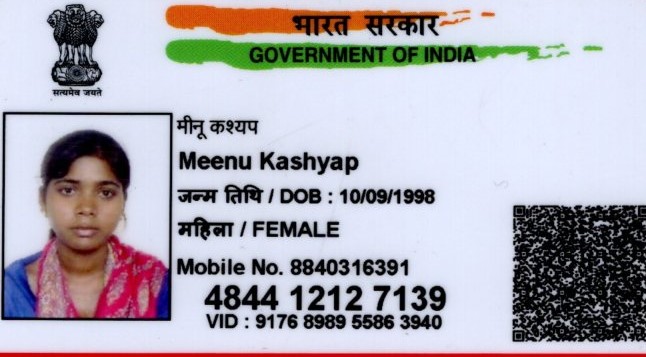 भारत सरकार
GOVERNMENT OF INDIA
सत्यमेव जयते
मीनू कश्यप
Meenu Kashyap
जन्म तिथि / DOB : 10/09/1998
महिला / FEMALE
Mobile No. 8840316391
4844 1212 7139
VID : 9176 8989 5586 3940